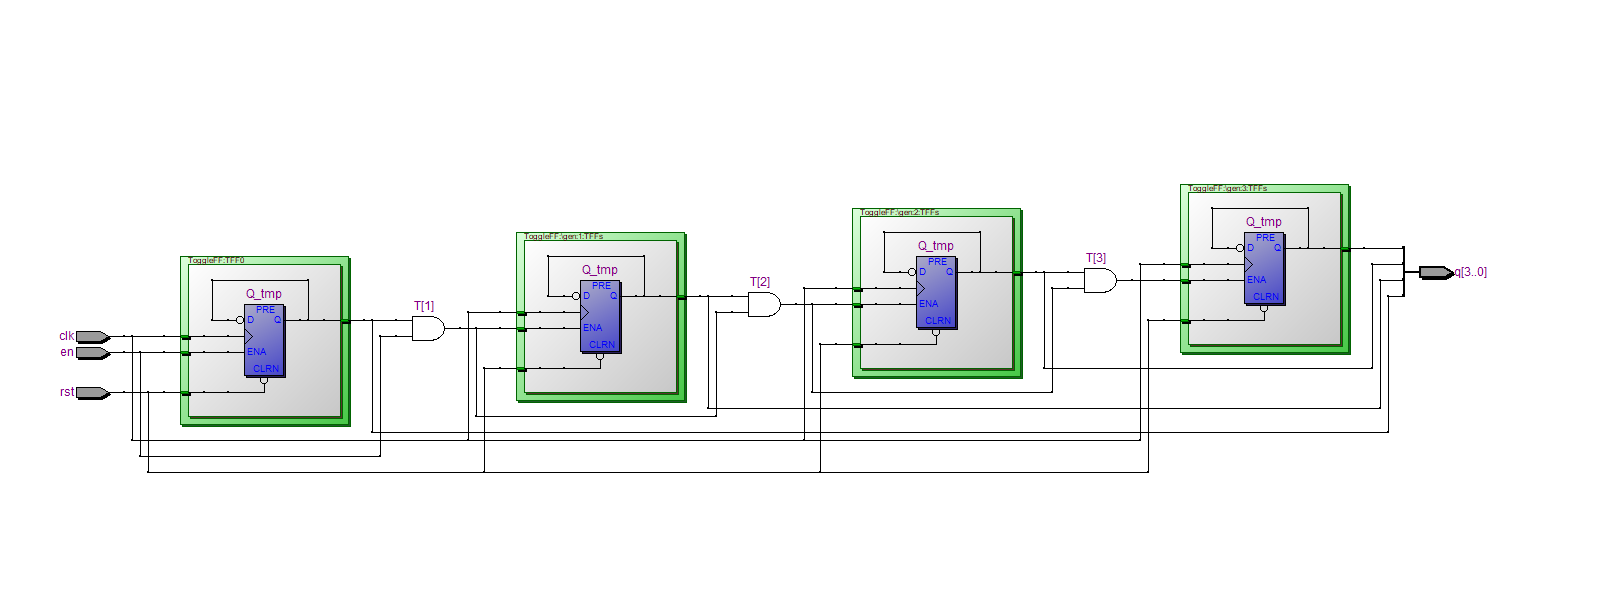 clk
en
rst
ToggleFF:TFF0
Q_tmp
PRE
D
Q
ENA
CLRN
T[1]
ToggleFF:\gen:1:TFFs
Q_tmp
PRE
D
Q
ENA
CLRN
T[2]
ToggleFF:\gen:2:TFFs
Q_tmp
PRE
D
Q
ENA
CLRN
T[3]
ToggleFF:\gen:3:TFFs
Q_tmp
PRE
D
Q
ENA
CLRN
q[3..0]